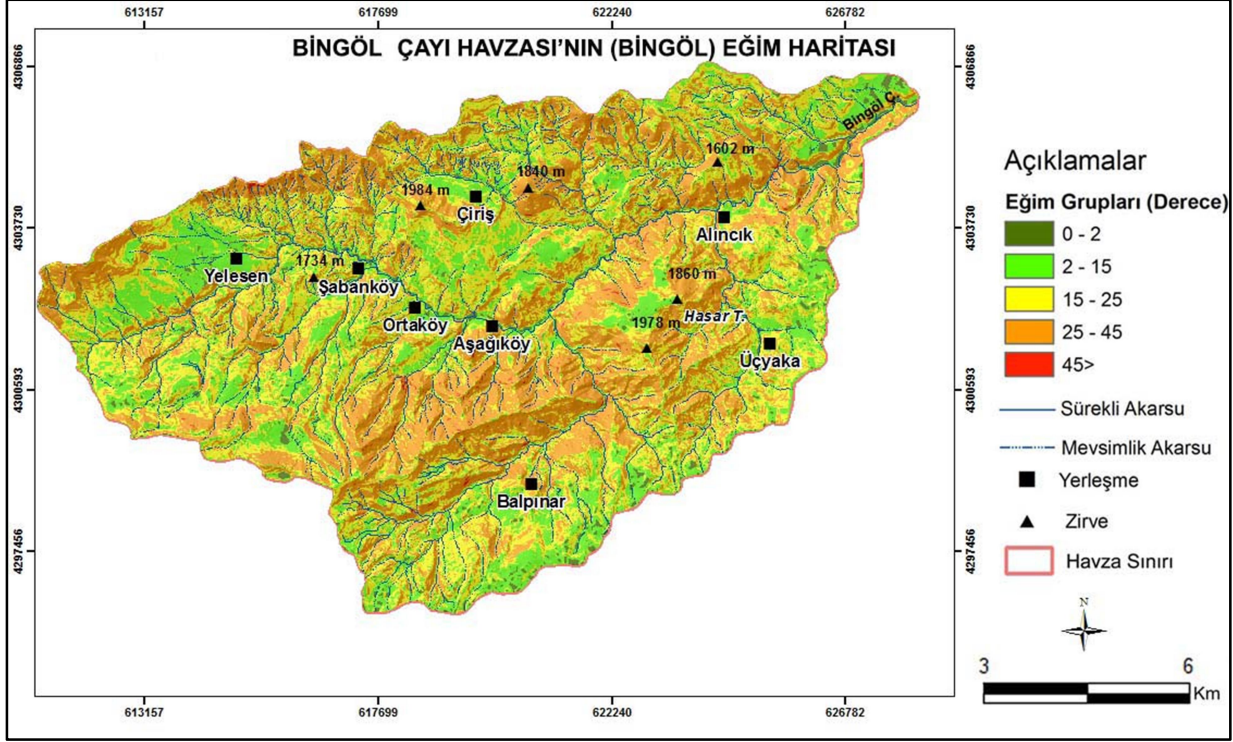 613157 617699 622240 626782
BİNGÖL ÇAYI HAVZASI'NIN (BİNGÖL) EĞİM HARİTASI
4306866 4306866
Bingöl Ç.
1602 m
1840 m
1984 m
Çiriş
4303730 4303730
Alincık
Yelesen
1734 m
Şabanköy
1860 m
Ortaköy
Hasar T.
1978 m
Aşağıköy
Üçyaka
4300593 4300593
Balpınar
4297456 4297456
613157 617699 622240 626782
Açıklamalar
Eğim Grupları (Derece)
0 - 2
2 - 15
15 - 25
25 - 45
45>
Sürekli Akarsu
Mevsimlik Akarsu
Yerleşme
Zirve
Havza Sınırı
N
3 6
Km